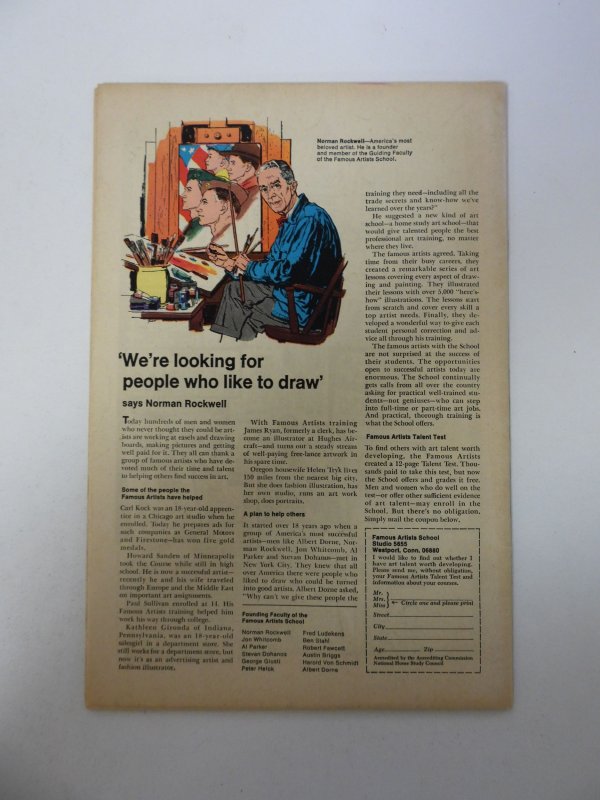 Norman Rockwell—America's most
beloved artist. He is a founder
and member of the Guiding Faculty
of the Famous Artists School.
'We're looking for
people who like to draw'
says Norman Rockwell
Today hundreds of men and women
who never thought they could be art-
ists are working at easels and drawing
boards, making pictures and getting
well paid for it. They all can thank a
group of famous artists who have de-
voted much of their time and talent
to helping others find success in art.
Some of the people the
Famous Artists have helped
Carl Kock was an 18-year-old appren-
tice in a Chicago art studio when he
enrolled. Today he prepares ads for
such companies as General Motors
and Firestone—has won five gold
medals.
Howard Sanden of Minneapolis
took the Course while still in high
school. He is now a successful artist—
recently he and his wife traveled
through Europe and the Middle East
on important art assignments.
Paul Sullivan enrolled at 14. His
Famous Artists training helped him
work his way through college.
Kathleen Gironda of Indiana,
Pennsylvania, was an 18-year-old
salesgirl in a department store. She
still works for a department store, but
now it's as an advertising artist and
fashion illustrator.
With Famous Artists training
James Ryan, formerly a clerk, has be-
come an illustrator at Hughes Air-
craft—and turns out a steady stream
of well-paying free-lance artwork in
his spare time.
Oregon housewife Helen Tryk lives
150 miles from the nearest big city.
But she does fashion illustration, has
her own studio, runs an art work
shop, does portraits.
A plan to help others
It started over 18 years ago when a
group of America's most successful
artists—men like Albert Dorne, Nor-
man Rockwell, Jon Whitcomb, Al
Parker and Stevan Dohanos—met in
New York City. They knew that all
over America there were people who
liked to draw who could be turned
into good artists. Albert Dorne asked,
"Why can't we give these people the
Founding Faculty of the
Famous Artists School
Norman Rockwell
Jon Whitcomb
Al Parker
Stevan Dohanos
George Giusti
Peter Helck
Fred Ludekens
Ben Stahl
Robert Fawcett
Austin Briggs
Harold Von Schmidt
Albert Dorne
training they need—including all the
trade secrets and know-how we've
learned over the years?"
He suggested a new kind of art
school—a home study art school—that
would give talented people the best
professional art training, no matter
where they live.
The famous artists agreed. Taking
time from their busy careers, they
created a remarkable series of art
lessons covering every aspect of draw-
ing and painting. They illustrated
their lessons with over 5,000 "here's-
how" illustrations. The lessons start
from scratch and cover every skill a
top artist needs. Finally, they de-
veloped a wonderful way to give each
student personal correction and ad-
vice all through his training.
The famous artists with the School
are not surprised at the success of
their students. The opportunities
open to successful artists today are
enormous. The School continually
gets calls from all over the country
asking for practical well-trained stu-
dents—not geniuses—who can step
into full-time or part-time art jobs.
And practical, thorough training is
what the School offers.
Famous Artists Talent Test
To find others with art talent worth
developing, the Famous Artists
created a 12-page Talent Test. Thou-
sands paid to take this test, but now
the School offers and grades it free.
Men and women who do well on the
test—or offer other sufficient evidence
of art talent—may enroll in the
School. But there's no obligation.
Simply mail the coupon below.
Famous Artists School
Studio 5655
Westport, Conn. 06880
I would like to find out whether I
have art talent worth developing.
Please send me, without obligation,
your Famous Artists Talent Test and
information about your courses.
Mr.
Mrs.
Miss
Circle one and please print
Street
City
State
Age Zip
Accredited by the Accrediting Commission
National Home Study Council